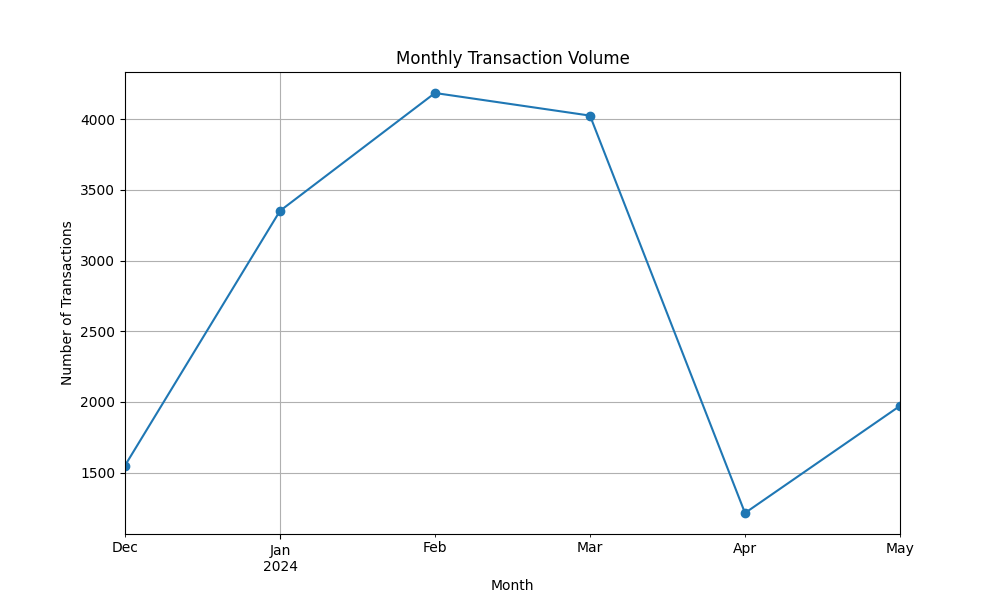 Monthly Transaction Volume
Number of Transactions
4000
3500
3000
2500
2000
1500
Dec
Jan
2024
Feb
Mar
Apr
May
Month